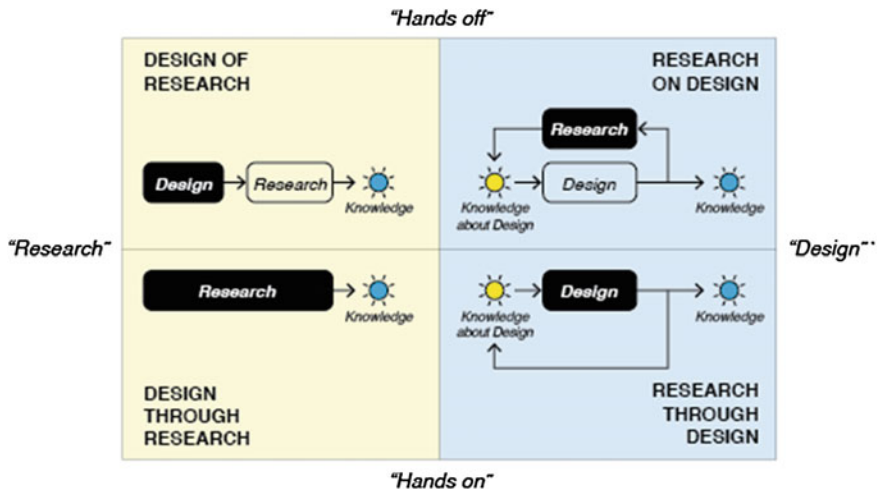 "Hands off"
DESIGN OF
RESEARCH
RESEARCH
ON DESIGN
Research
Design
Research
Knowledge
Knowledge
about Design
Design
Knowledge
"Research"
"Design"
Research
Knowledge
Knowledge
about Design
Design
Knowledge
DESIGN
THROUGH
RESEARCH
RESEARCH
THROUGH
DESIGN
"Hands on"